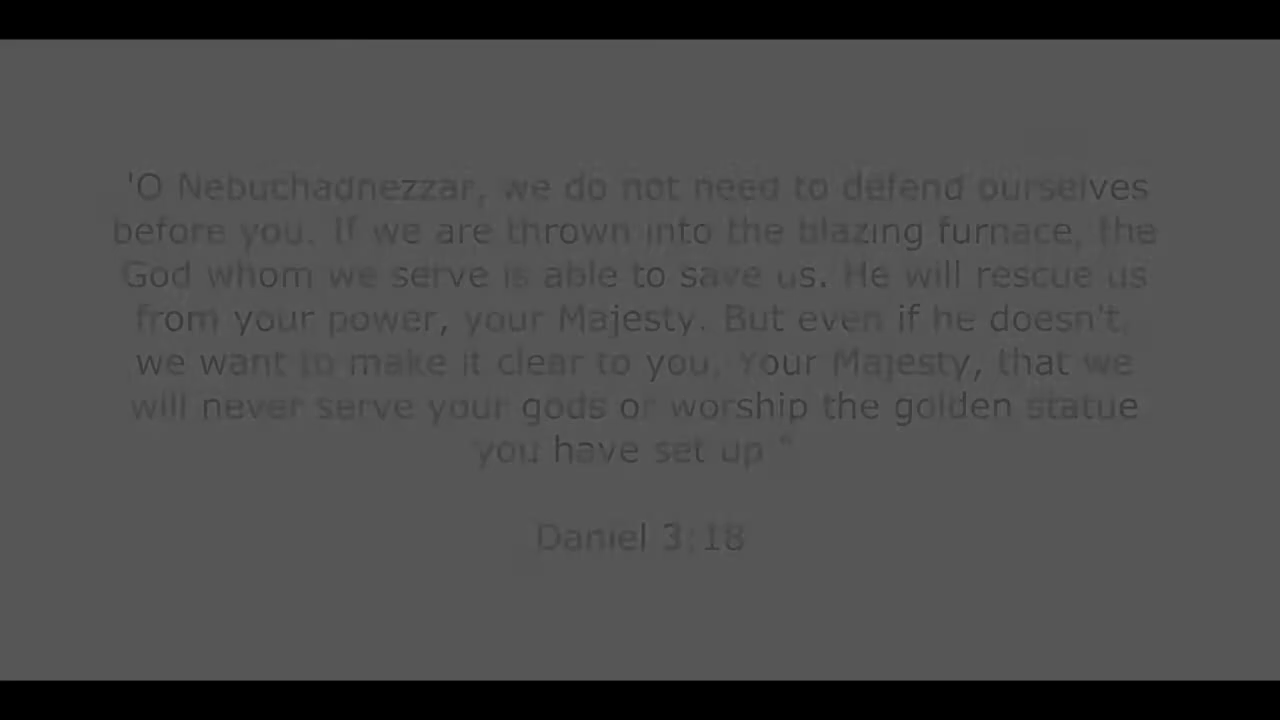 'O Nebuchadnezzar, we do not need to defend ourselves
before you. If we are thrown into the blazing furnace, the
God whom we serve is able to save us. He will rescue us
from your power, your Majesty. But even if he doesn't,
we want to make it clear to you, Your Majesty, that we
will never serve your gods or worship the golden statue
you have set up."
Daniel 3:18